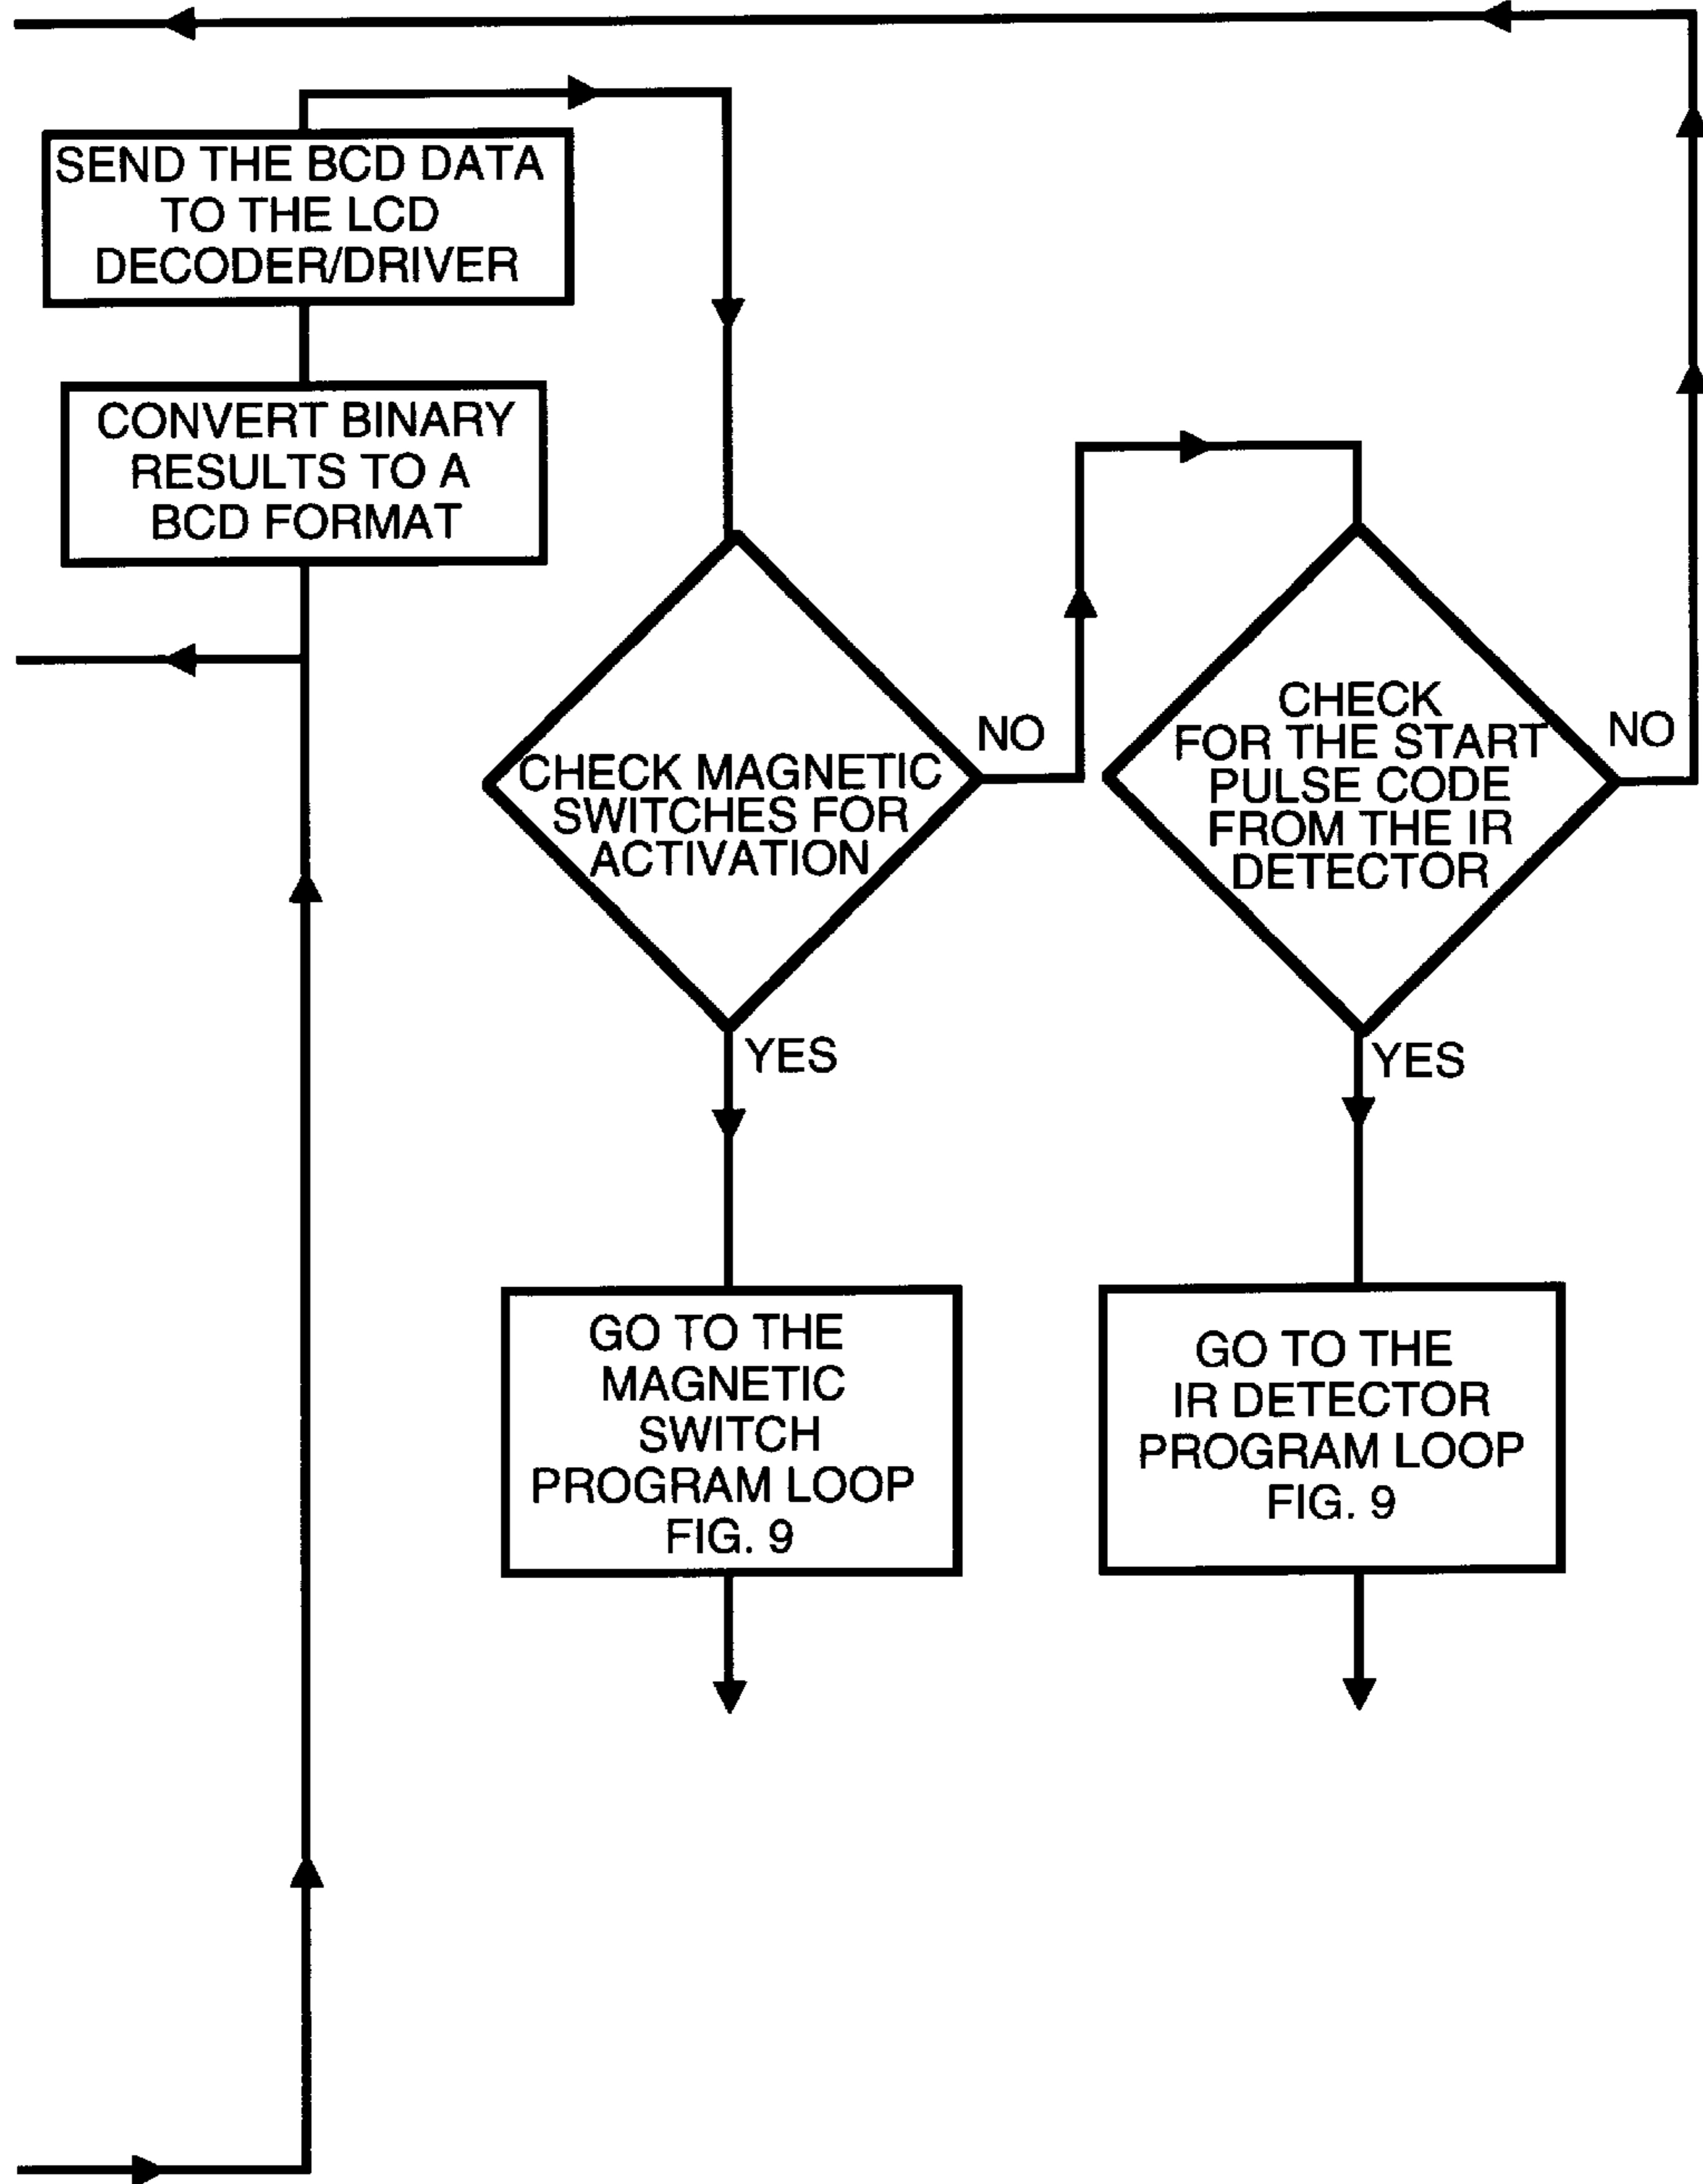 SEND THE BCD DATA
TO THE LCD
DECODER/DRIVER
CONVERT BINARY
RESULTS TO A
BCD FORMAT
CHECK MAGNETIC
SWITCHES FOR
ACTIVATION
NO
YES
CHECK
FOR THE START
PULSE CODE
FROM THE IR
DETECTOR
NO
YES
GO TO THE
MAGNETIC
SWITCH
PROGRAM LOOP
FIG. 9
GO TO THE
IR DETECTOR
PROGRAM LOOP
FIG. 9